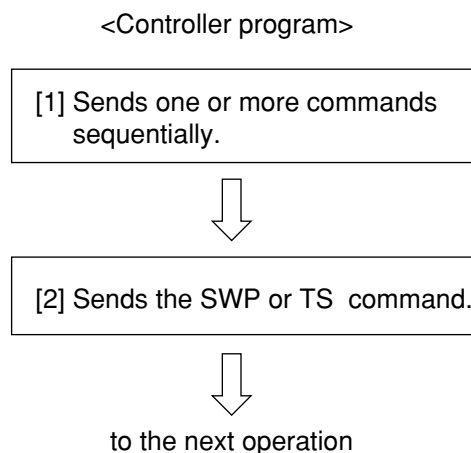 <Controller program>
[1] Sends one or more commands
sequentially.
[2] Sends the SWP or TS command.
to the next operation